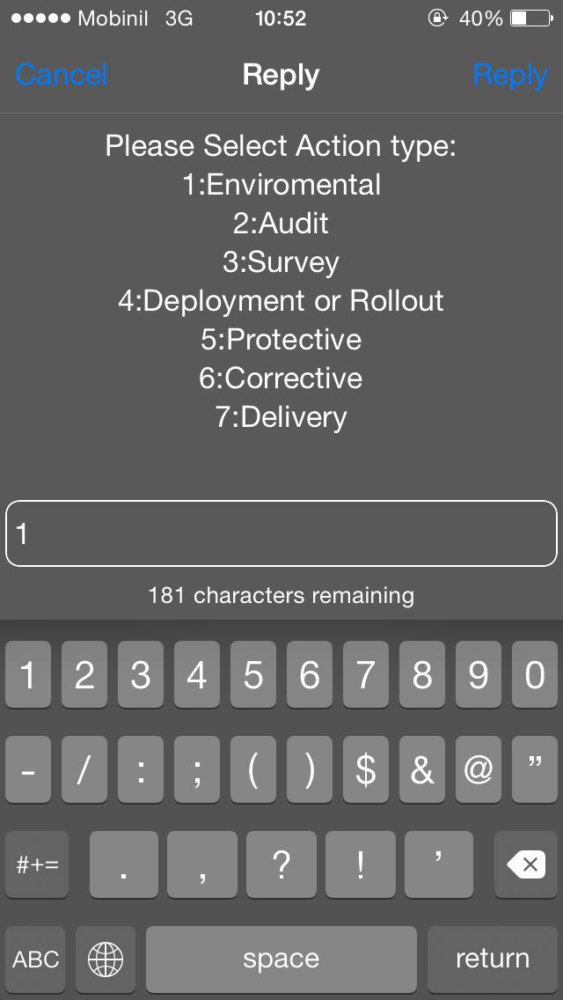 Mobinil 3G 10:52 40%
Cancel Reply Reply
Please Select Action type:
1:Enviromental
2:Audit
3:Survey
4:Deployment or Rollout
5:Protective
6:Corrective
7:Delivery
1
181 characters remaining
1 2 3 4 5 6 7 8 9 0
- / : ; ( ) $ & @ ”
#+= . , ? ! ’
ABC space return